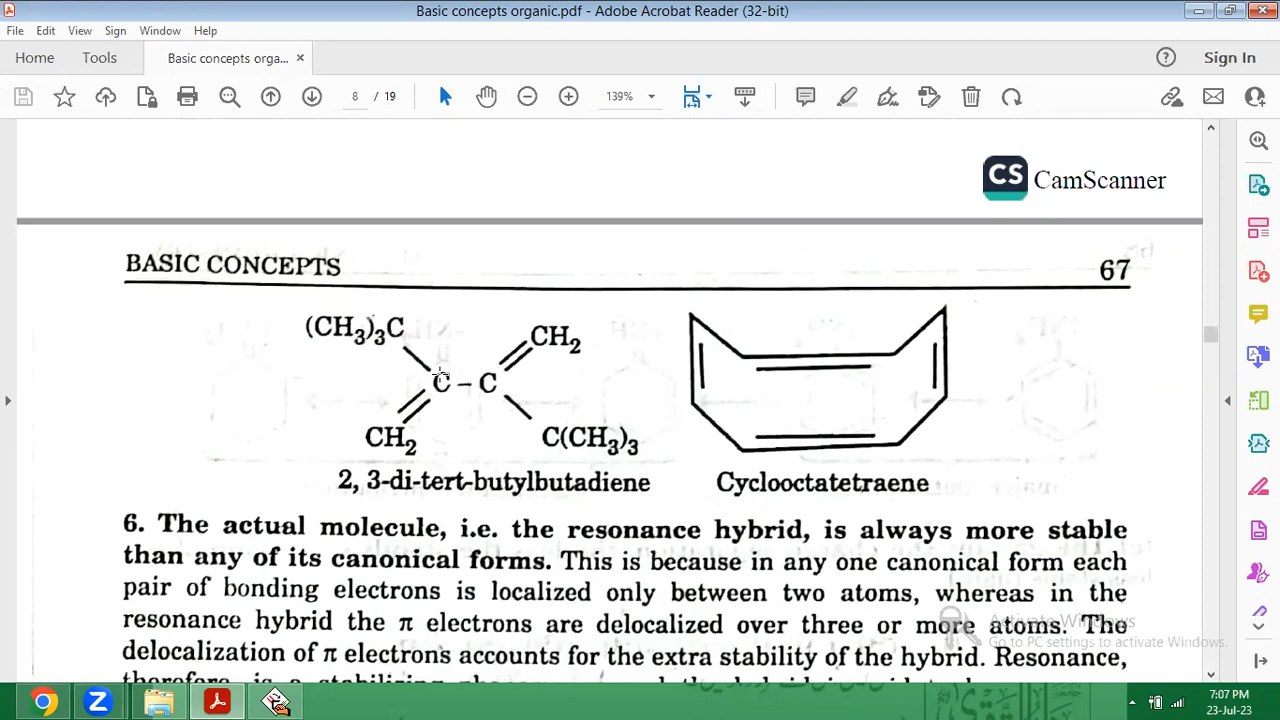 Basic concepts organic.pdf - Adobe Acrobat Reader (32-bit)
File Edit View Sign Window Help
Home Tools Basic concepts orga... × Sign In
8 / 19 139%
CS CamScanner
BASIC CONCEPTS 67
(CH₃)₃C CH₂
C – C
CH₂ C(CH₃)₃
2, 3-di-tert-butylbutadiene Cyclooctatetraene
6. The actual molecule, i.e. the resonance hybrid, is always more stable
than any of its canonical forms. This is because in any one canonical form each
pair of bonding electrons is localized only between two atoms, whereas in the
resonance hybrid the π electrons are delocalized over three or more atoms. The
delocalization of π electrons accounts for the extra stability of the hybrid. Resonance,
Activate Windows
Go to PC settings to activate Windows.
7:07 PM
23-Jul-23